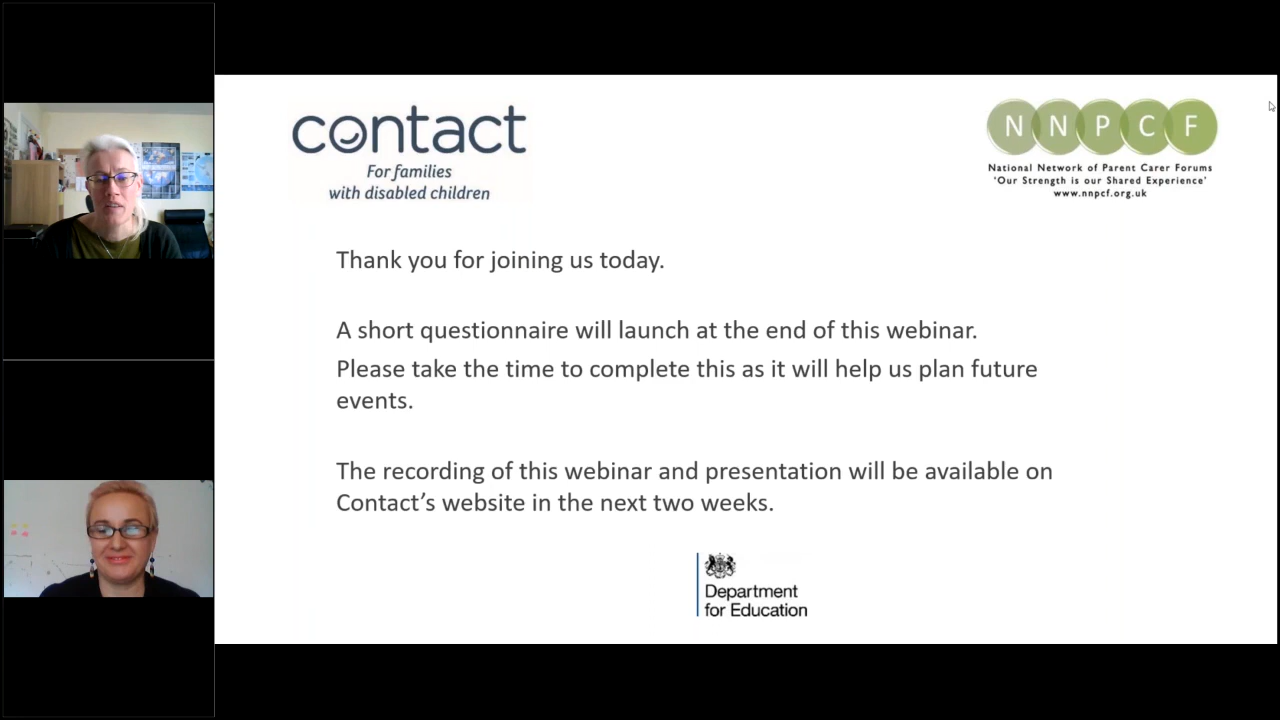 contact
For families
with disabled children
N N P C F
National Network of Parent Carer Forums
'Our Strength is our Shared Experience'
www.nnpcf.org.uk
Thank you for joining us today.
A short questionnaire will launch at the end of this webinar.
Please take the time to complete this as it will help us plan future
events.
The recording of this webinar and presentation will be available on
Contact’s website in the next two weeks.
Department
for Education